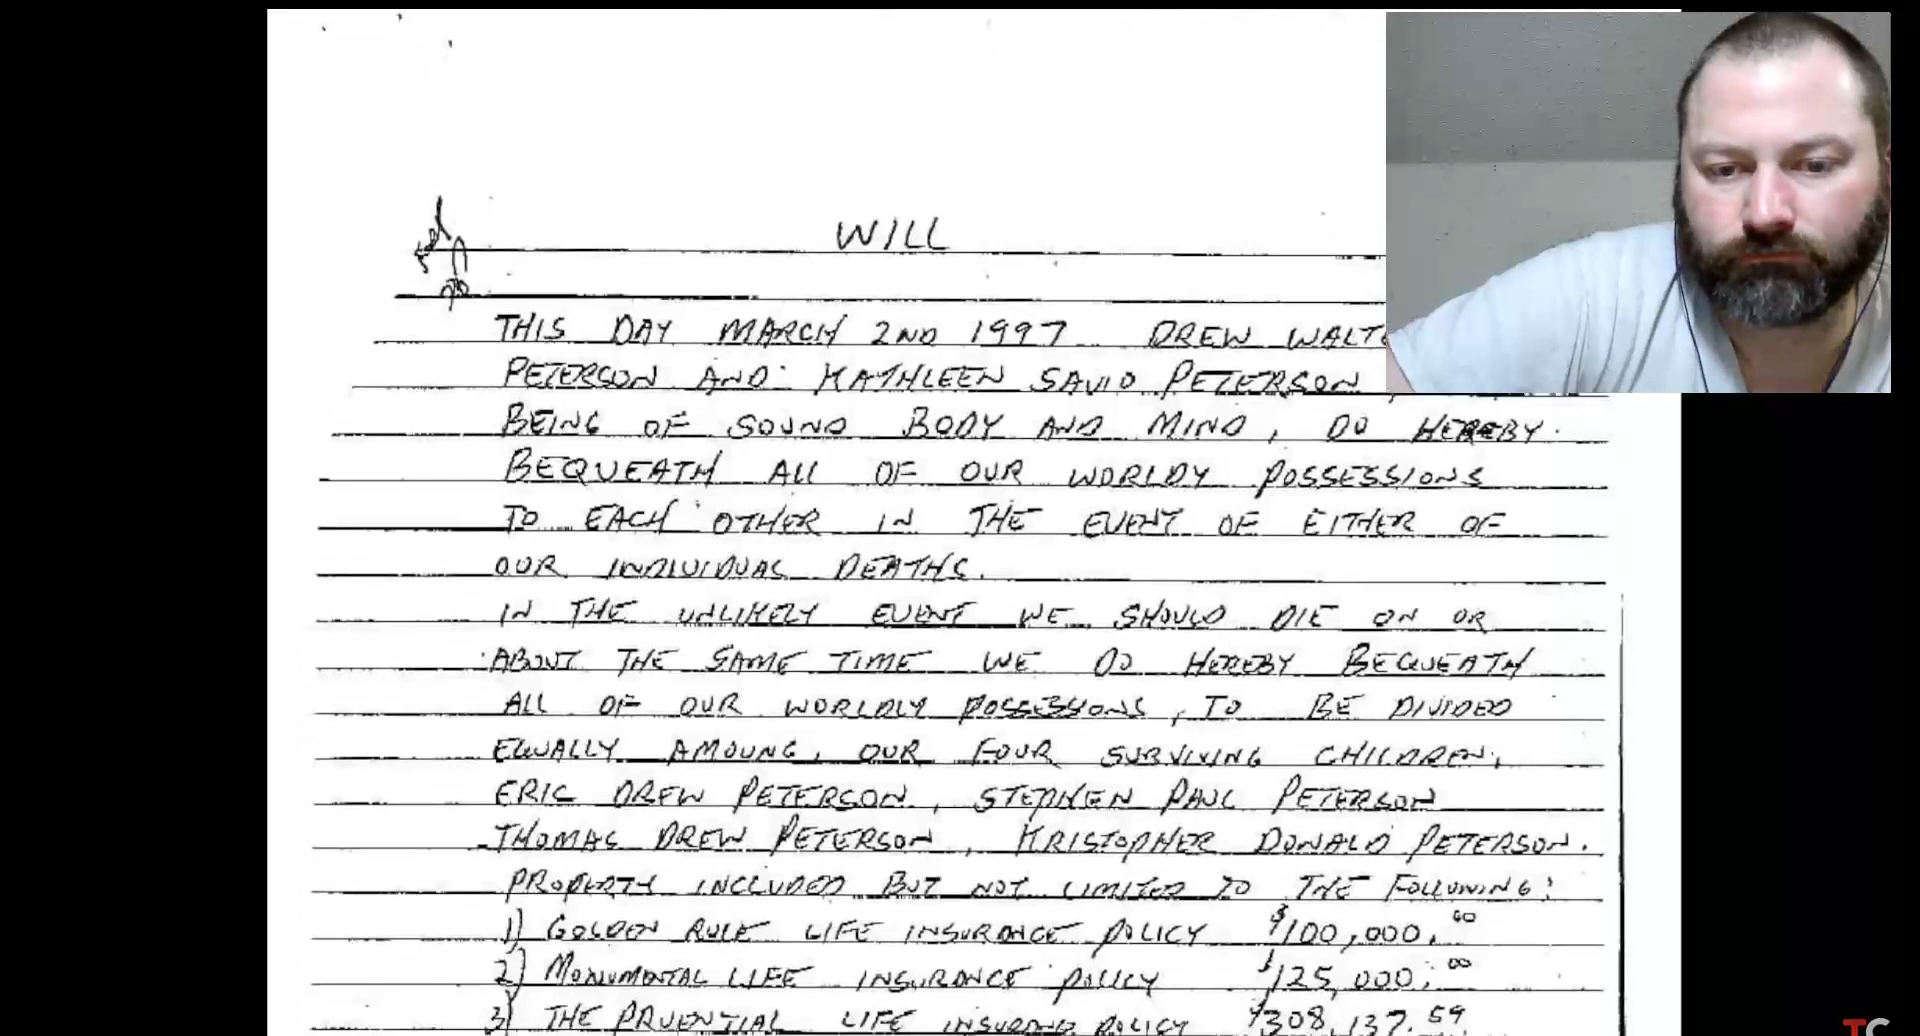 WILL
THIS DAY MARCH 2ND 1997 DREW WALT
PETERSON AND KATHLEEN SAVIO PETERSON
BEING OF SOUND BODY AND MIND, DO HEREBY
BEQUEATH ALL OF OUR WORLDY POSSESSIONS
TO EACH OTHER IN THE EVENT OF EITHER OF
OUR INDIVIDUAL DEATHS.
IN THE UNLIKELY EVENT WE SHOULD DIE ON OR
ABOUT THE SAME TIME WE DO HEREBY BEQUEATH
ALL OF OUR WORLDLY POSSESSIONS, TO BE DIVIDED
EQUALLY AMOUNG, OUR FOUR SURVIVING CHILDREN,
ERIC DREW PETERSON, STEPHEN PAUL PETERSON
THOMAS DREW PETERSON, KRISTOPHER DONALD PETERSON.
PROPERTY INCLUDED BUT NOT LIMITED TO THE FOLLOWING:
1) GOLDEN RULE LIFE INSURANCE POLICY $100,000.00
2) MONUMENTAL LIFE INSURANCE POLICY $125,000.00
3) THE PRUENTIAL LIFE INSURANC POLICY $308,137.59
TC